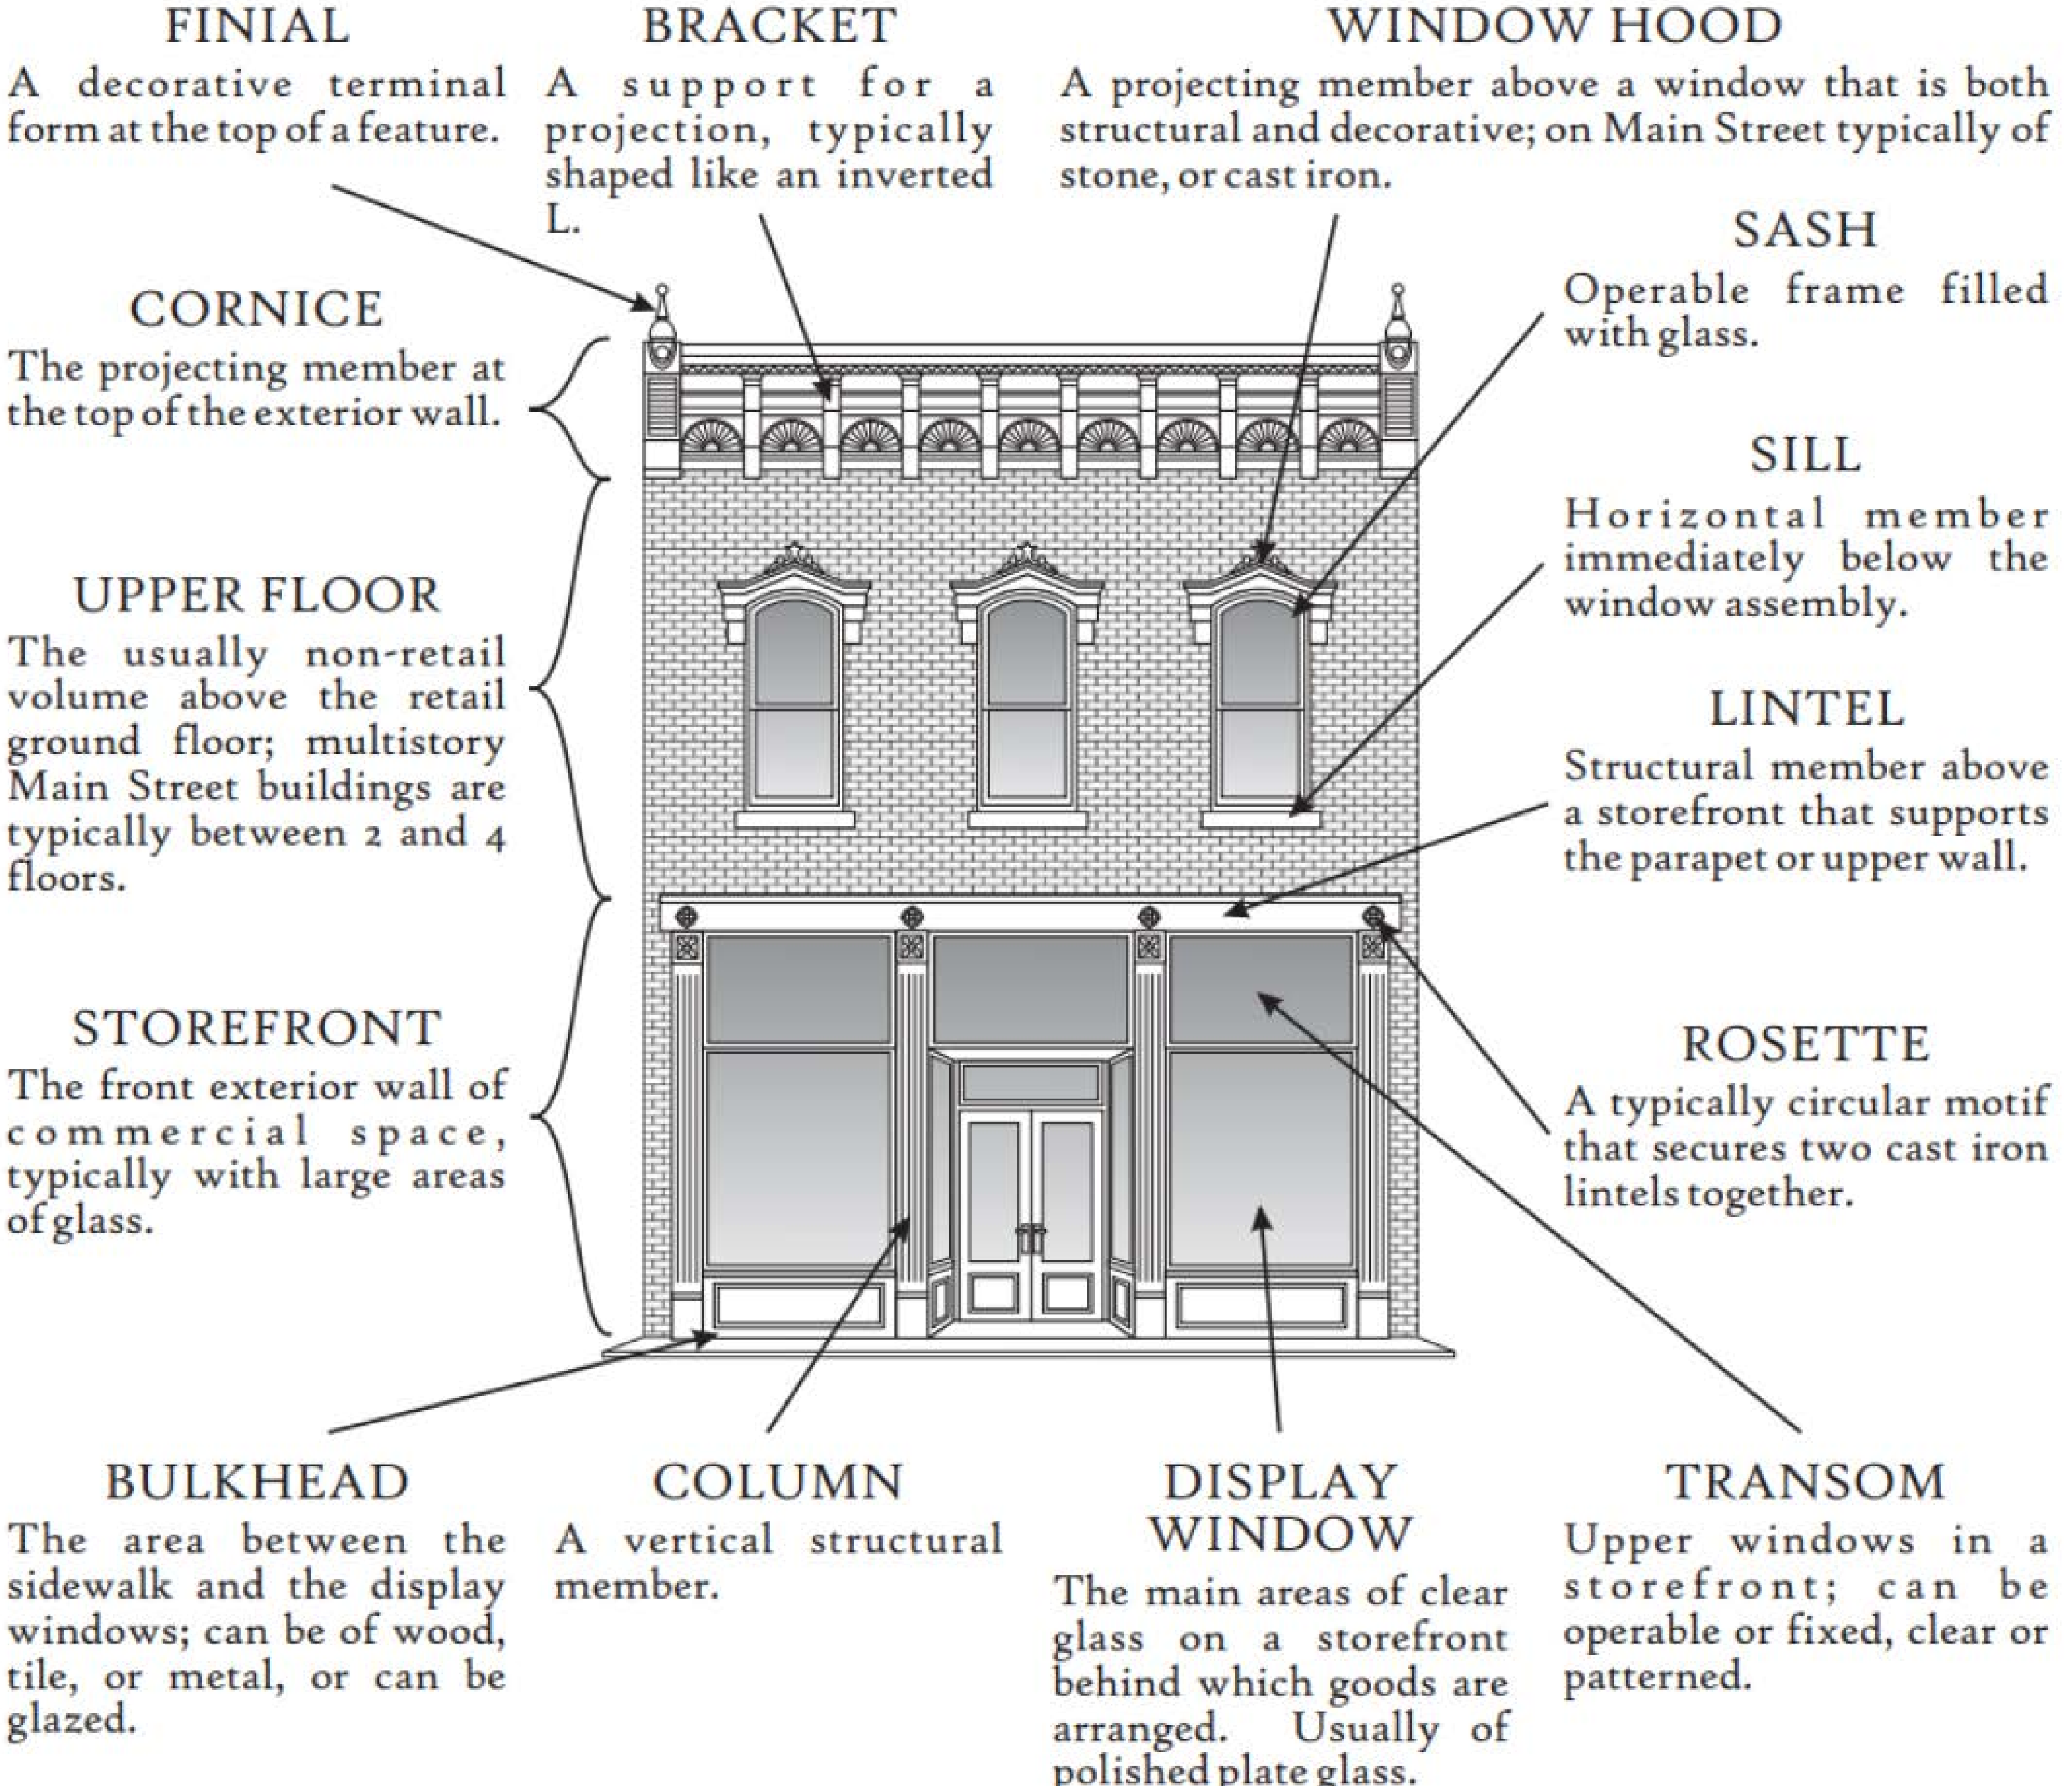 FINIAL
A decorative terminal
form at the top of a feature.
BRACKET
A support for a
projection, typically
shaped like an inverted
L.
WINDOW HOOD
A projecting member above a window that is both
structural and decorative; on Main Street typically of
stone, or cast iron.
SASH
Operable frame filled
with glass.
CORNICE
The projecting member at
the top of the exterior wall.
SILL
Horizontal member
immediately below the
window assembly.
UPPER FLOOR
The usually non-retail
volume above the retail
ground floor; multistory
Main Street buildings are
typically between 2 and 4
floors.
LINTEL
Structural member above
a storefront that supports
the parapet or upper wall.
STOREFRONT
The front exterior wall of
commercial space,
typically with large areas
of glass.
ROSETTE
A typically circular motif
that secures two cast iron
lintels together.
BULKHEAD
The area between the
sidewalk and the display
windows; can be of wood,
tile, or metal, or can be
glazed.
COLUMN
A vertical structural
member.
DISPLAY
WINDOW
The main areas of clear
glass on a storefront
behind which goods are
arranged. Usually of
polished plate glass.
TRANSOM
Upper windows in a
storefront; can be
operable or fixed, clear or
patterned.